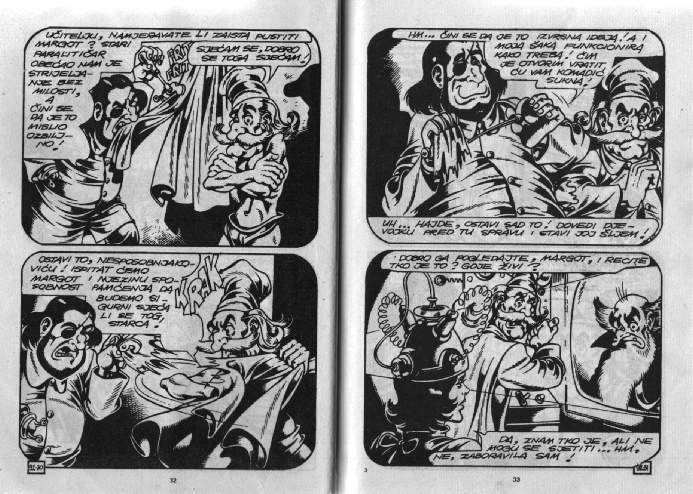 UČITELJU, NAMJERAVATE LI ZAISTA PUSTITI
MARGOT? STARI
PARALITIČAR
OBEĆAO NAM JE
STRIJELJA-
NJE BEZ
MILOSTI,
A
ČINI SE
DA JE TO
MISLIO
OZBILJ-
NO!
SJEĆAM SE, DOBRO
SE TOGA SJEĆAM!
OSTAVI TO, NESPOSOBNJAKO-
VIĆU! ISPITAT ĆEMO
MARGOT I NJEZINU SPO-
SOBNOST PAMĆENJA DA
BUDEMO SI-
GURNI SJEĆA
LI SE TOG
STARCA!
KRAK
32
HM... ČINI SE DA JE TO IZVRSNA IDEJA! A I
MOJA ŠAKA FUNKCIONIRA
KAKO TREBA! ČIM
JE OTVORIM VRATIT
ĆU VAM KOMADIĆ
SUKNA!
UH... HAJDE, OSTAVI SAD TO! DOVEDI DJE-
VOJKU PRED TU SPRAVU I STAVI JOJ ŠLJEM!
DOBRO GA POGLEDAJTE, MARGOT, I RECITE
TKO JE TO? GDJE ŽIVI?
DA, ZNAM TKO JE, ALI NE
MOGU SE SJETITI... HM,
NE, ZABORAVILA SAM!
33